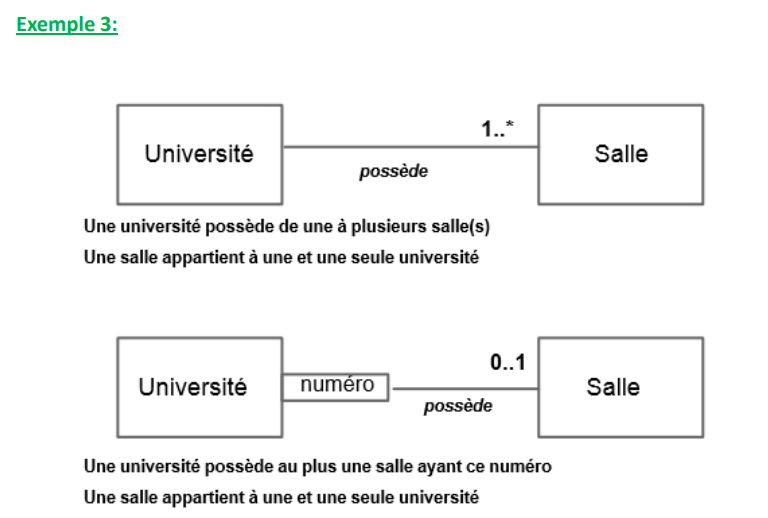 Exemple 3:
1..*
Université
Salle
possède
Une université possède de une à plusieurs salle(s)
Une salle appartient à une et une seule université
0..1
Université
numéro
Salle
possède
Une université possède au plus une salle ayant ce numéro
Une salle appartient à une et une seule université